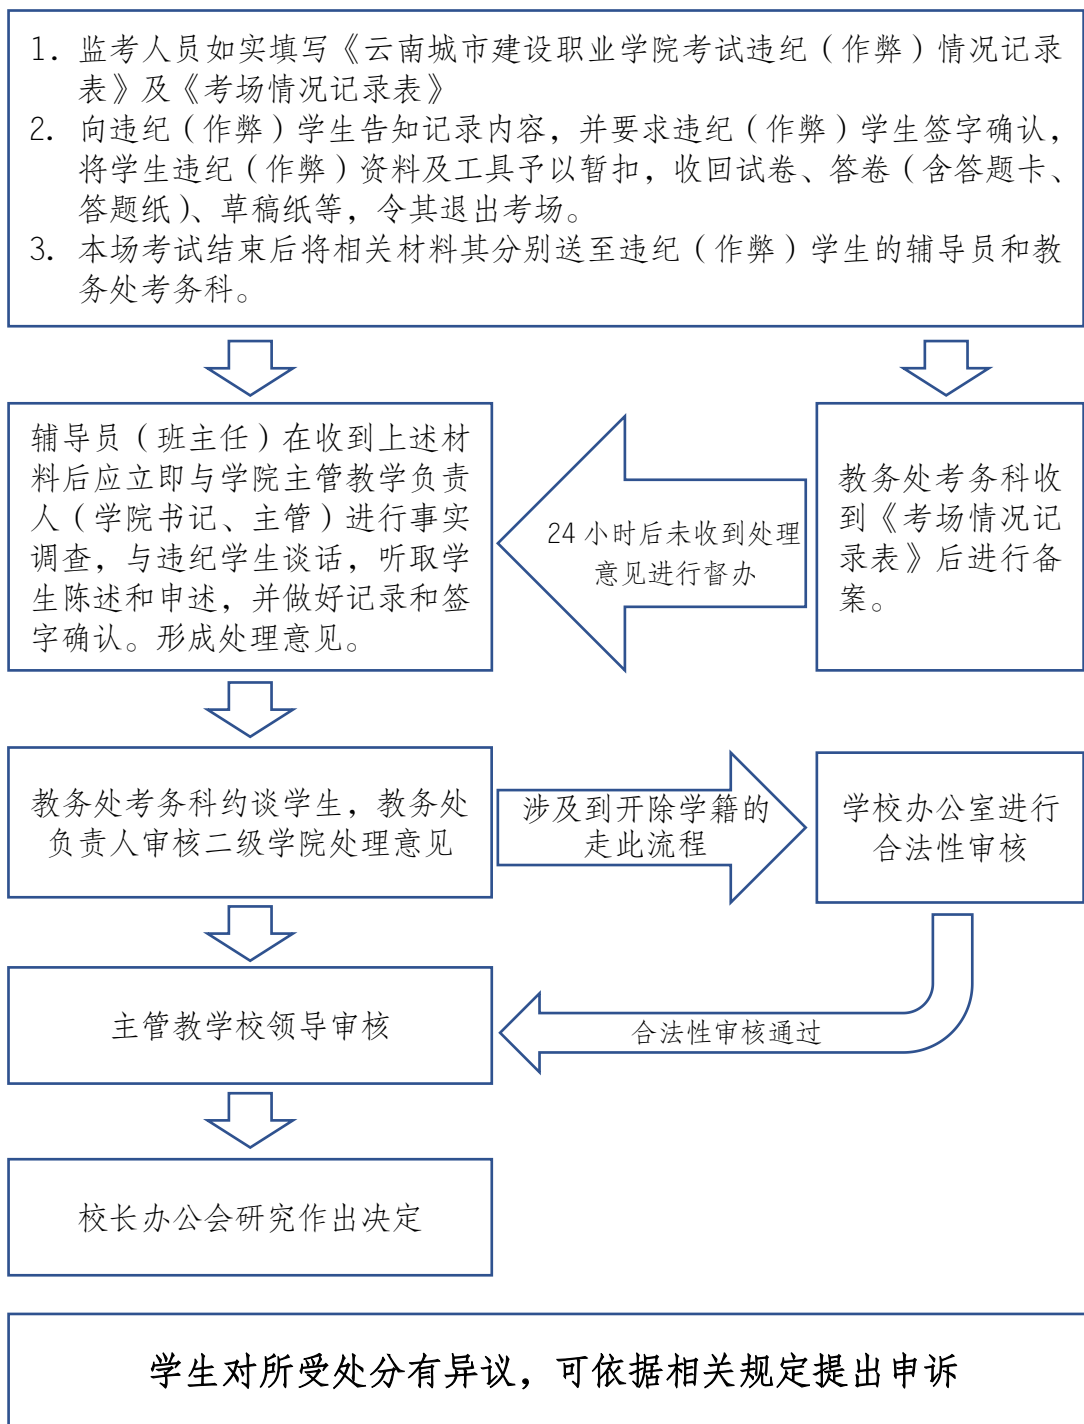 1. 监考人员如实填写《云南城市建设职业学院考试违纪（作弊）情况记录
表》及《考场情况记录表》
2. 向违纪（作弊）学生告知记录内容，并要求违纪（作弊）学生签字确认，
将学生违纪（作弊）资料及工具予以暂扣，收回试卷、答卷（含答题卡、
答题纸）、草稿纸等，令其退出考场。
3. 本场考试结束后将相关材料其分别送至违纪（作弊）学生的辅导员和教
务处考务科。
辅导员（班主任）在收到上述材
料后应立即与学院主管教学负责
人（学院书记、主管）进行事实
调查，与违纪学生谈话，听取学
生陈述和申述，并做好记录和签
字确认。形成处理意见。
24 小时后未收到处理
意见进行督办
教务处考务科收
到《考场情况记
录表》后进行备
案。
教务处考务科约谈学生，教务处
负责人审核二级学院处理意见
涉及到开除学籍的
走此流程
学校办公室进行
合法性审核
主管教学校领导审核
合法性审核通过
校长办公会研究作出决定
学生对所受处分有异议，可依据相关规定提出申诉